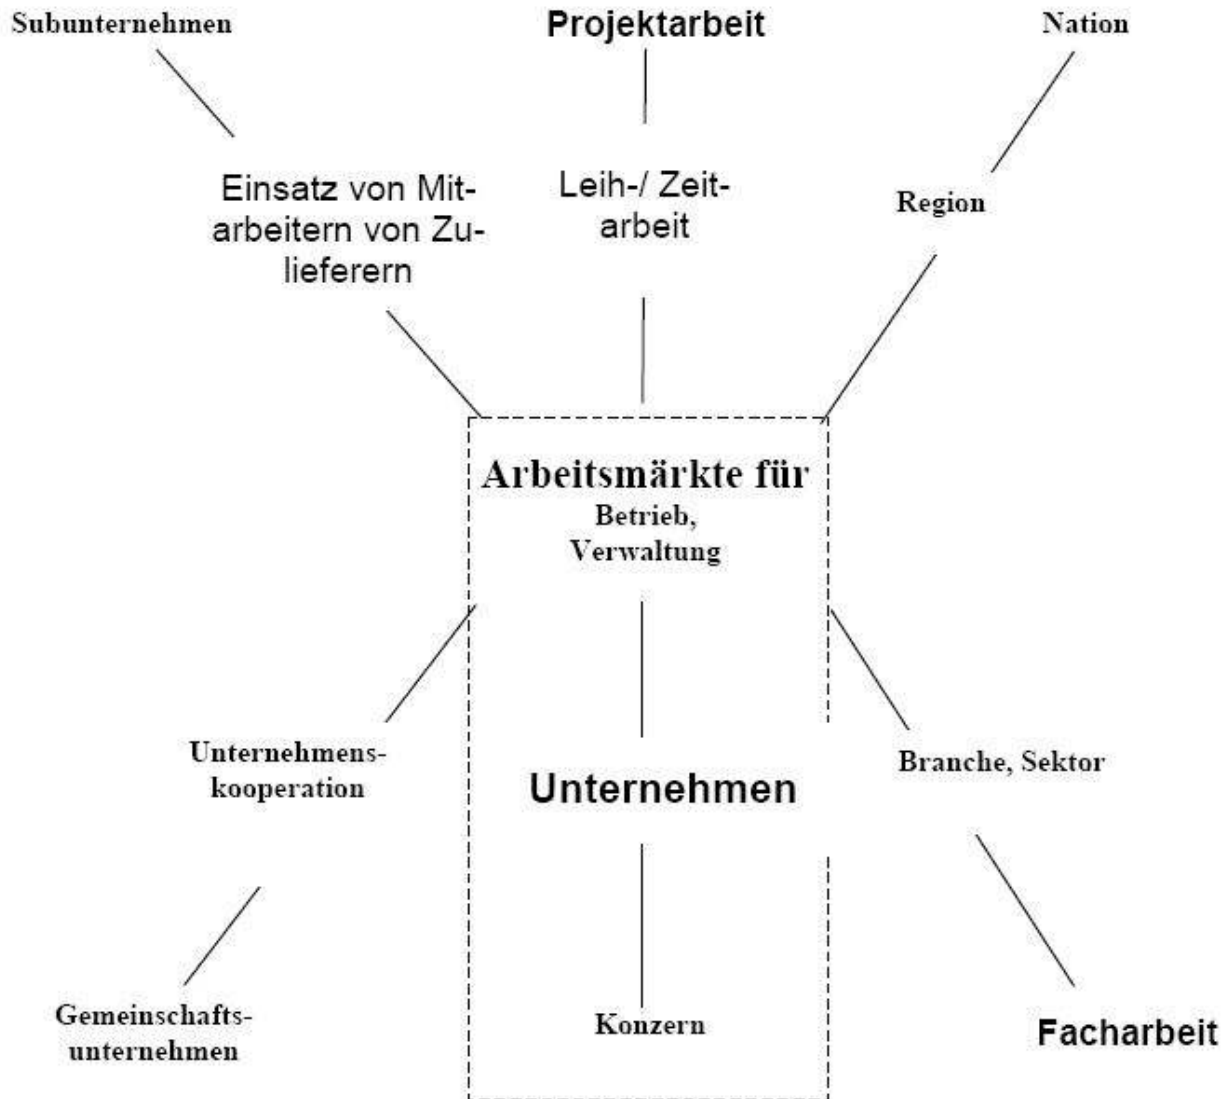 Subunternehmen
Projektarbeit
Nation
Einsatz von Mit-
arbeitern von Zu-
lieferern
Leih-/ Zeit-
arbeit
Region
Arbeitsmärkte für
Betrieb,
Verwaltung
Unternehmens-
kooperation
Unternehmen
Branche, Sektor
Gemeinschafts-
unternehmen
Konzern
Facharbeit